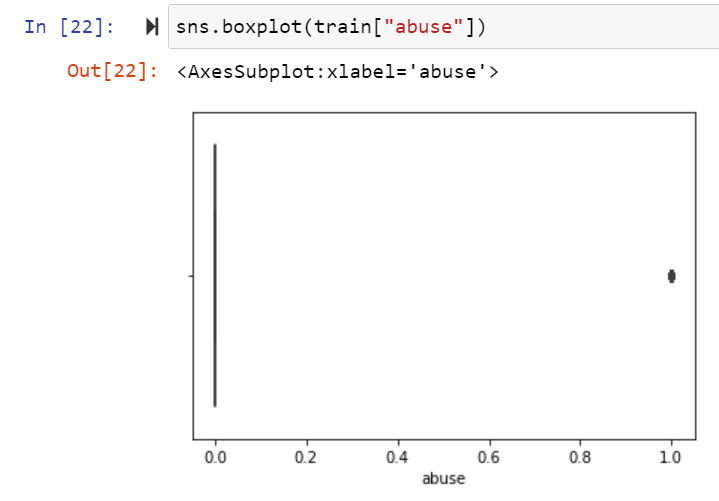 In [22]: sns.boxplot(train["abuse"])
Out[22]: <AxesSubplot:xlabel='abuse'>
0.0 0.2 0.4 0.6 0.8 1.0
abuse